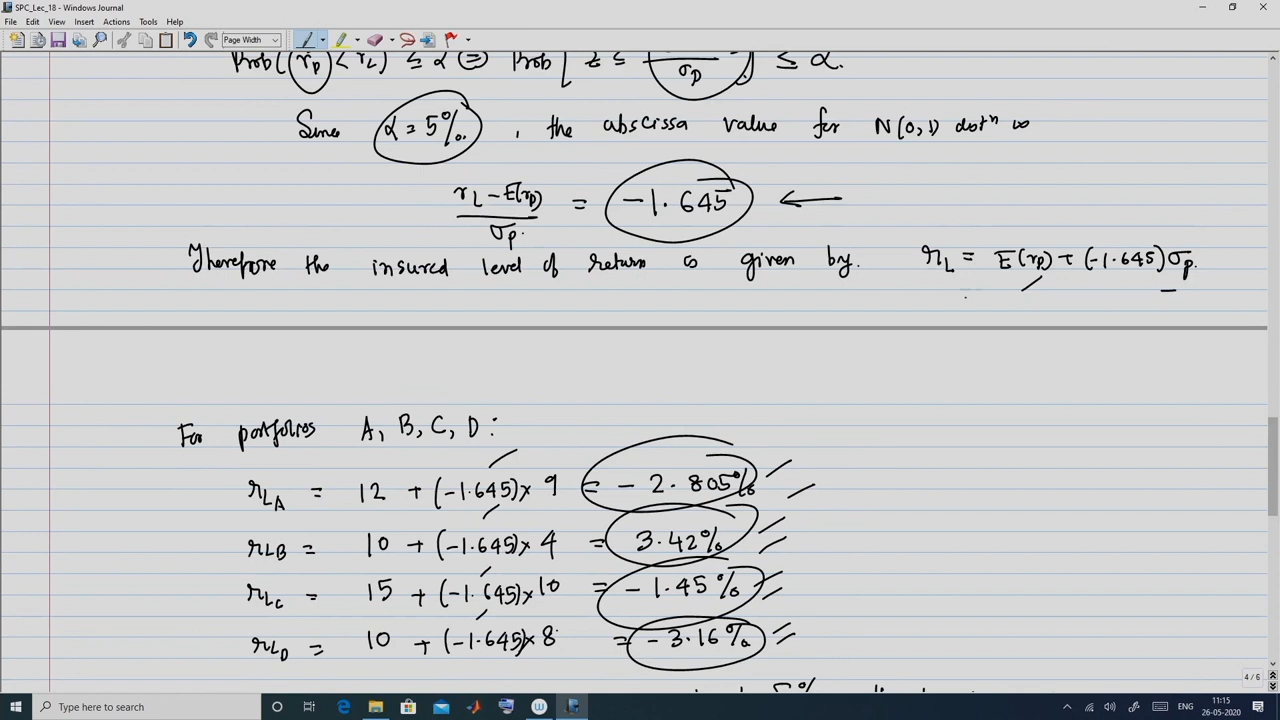 SPC_Lec_18 - Windows Journal
File Edit View Insert Actions Tools Help
Page Width
Prob(r_p < r_L) ≤ α ≡ Prob[ z ≤ σ_p ] ≤ α.
Since α = 5%, the abscissa value for N(0, 1) distⁿ is
(r_L - E(r_p)) / σ_p = -1.645 ←
Therefore the insured level of return is given by. r_L = E(r_p) + (-1.645) σ_p.
For portfolios A, B, C, D:
r_LA = 12 + (-1.645) × 9 = - 2.805%
r_LB = 10 + (-1.645) × 4 = 3.42%
r_LC = 15 + (-1.645) × 10 = - 1.45%
r_LD = 10 + (-1.645) × 8 = - 3.16%
5%
4 / 6
Type here to search
ENG
11:15
26-05-2020